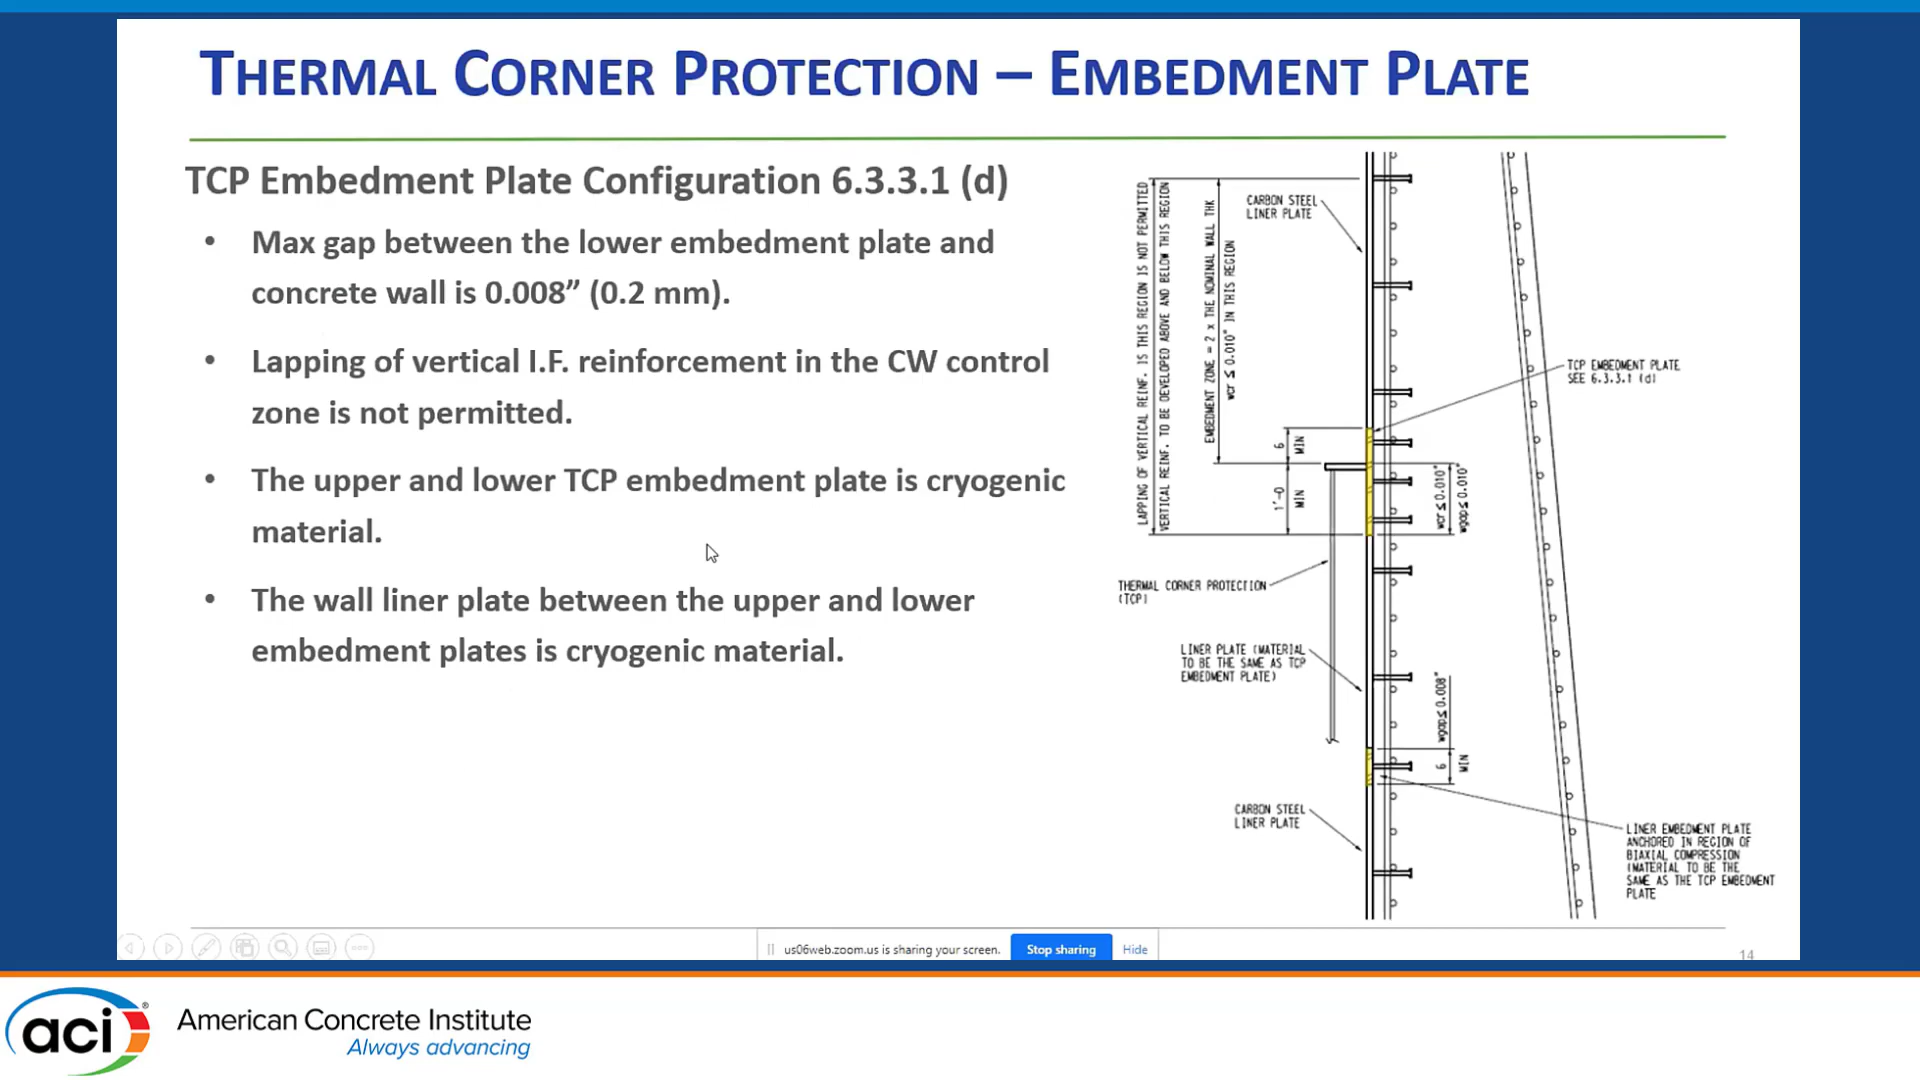 THERMAL CORNER PROTECTION – EMBEDMENT PLATE
TCP Embedment Plate Configuration 6.3.3.1 (d)
• Max gap between the lower embedment plate and
concrete wall is 0.008” (0.2 mm).
• Lapping of vertical I.F. reinforcement in the CW control
zone is not permitted.
• The upper and lower TCP embedment plate is cryogenic
material.
• The wall liner plate between the upper and lower
embedment plates is cryogenic material.
LAPPING OF VERTICAL REINF. IS THIS REGION IS NOT PERMITTED
VERTICAL REINF. TO BE DEVELOPED ABOVE AND BELOW THIS REGION
EMBEDMENT ZONE = 2 x THE NOMINAL WALL THK
wcr ≤ 0.010" IN THIS REGION
CARBON STEEL
LINER PLATE
TCP EMBEDMENT PLATE
SEE 6.3.3.1 (d)
6
MIN
1'-0
MIN
wcr ≤ 0.010"
wgap ≤ 0.010"
THERMAL CORNER PROTECTION
(TCP)
LINER PLATE (MATERIAL
TO BE THE SAME AS TCP
EMBEDMENT PLATE)
wgap ≤ 0.008"
6
MIN
CARBON STEEL
LINER PLATE
LINER EMBEDMENT PLATE
ANCHORED IN REGION OF
BIAXIAL COMPRESSION
(MATERIAL TO BE THE
SAME AS THE TCP EMBEDMENT
PLATE
us06web.zoom.us is sharing your screen.
Stop sharing
Hide
14
aci®
American Concrete Institute
Always advancing